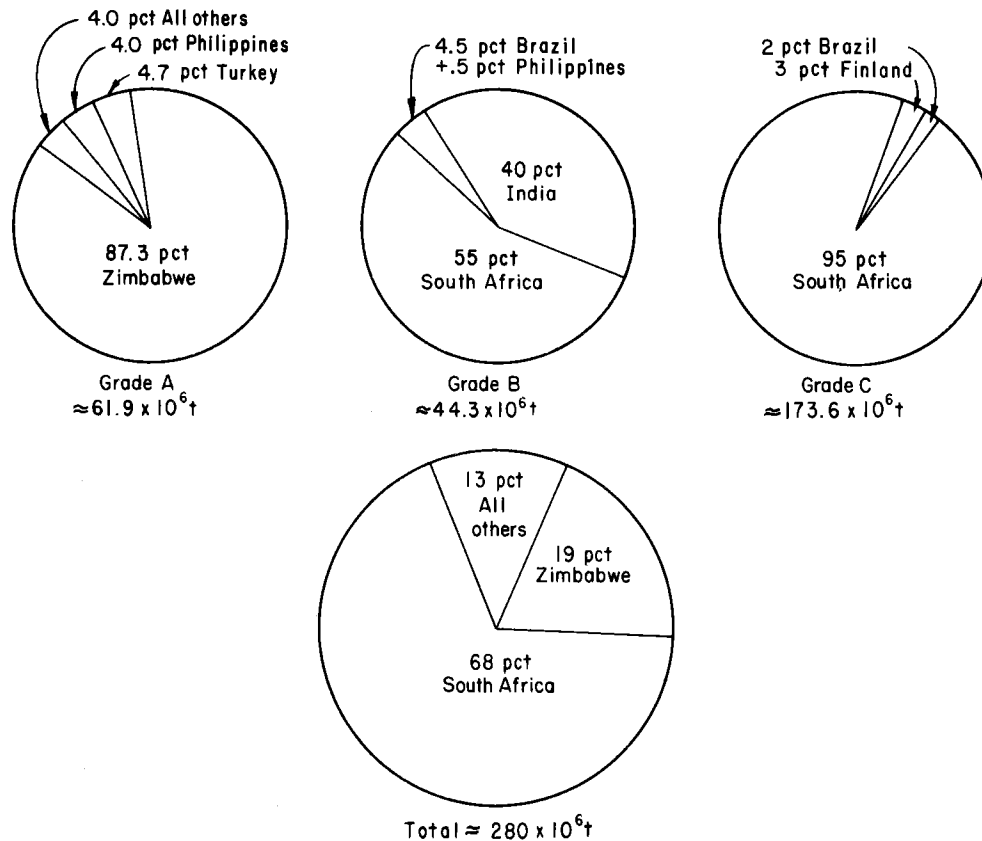 4.0 pct All others
4.0 pct Philippines
4.7 pct Turkey
87.3 pct
Zimbabwe
Grade A
≈61.9 x 10⁶t
4.5 pct Brazil
+.5 pct Philippines
40 pct
India
55 pct
South Africa
Grade B
≈44.3 x 10⁶t
2 pct Brazil
3 pct Finland
95 pct
South Africa
Grade C
≈173.6 x 10⁶t
13 pct
All
others
19 pct
Zimbabwe
68 pct
South Africa
Total ≈ 280 x 10⁶t